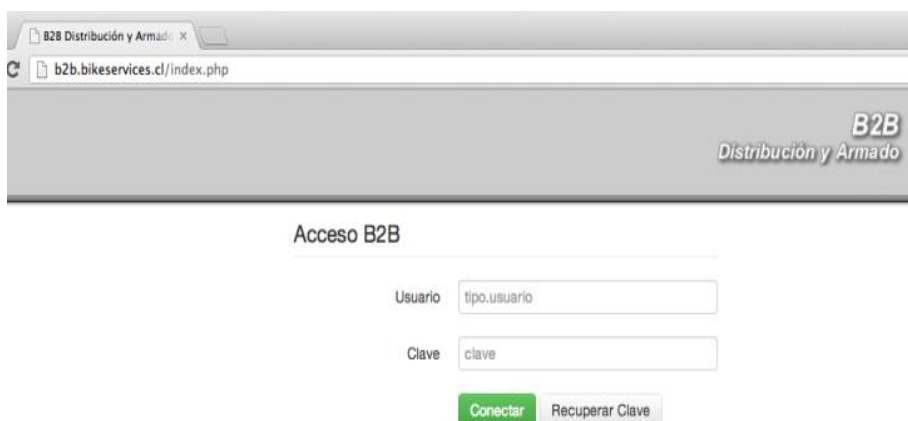 B2B Distribución y Armado
b2b.bikeservices.cl/index.php
B2B
Distribución y Armado
Acceso B2B
Usuario tipo.usuario
Clave clave
Conectar Recuperar Clave